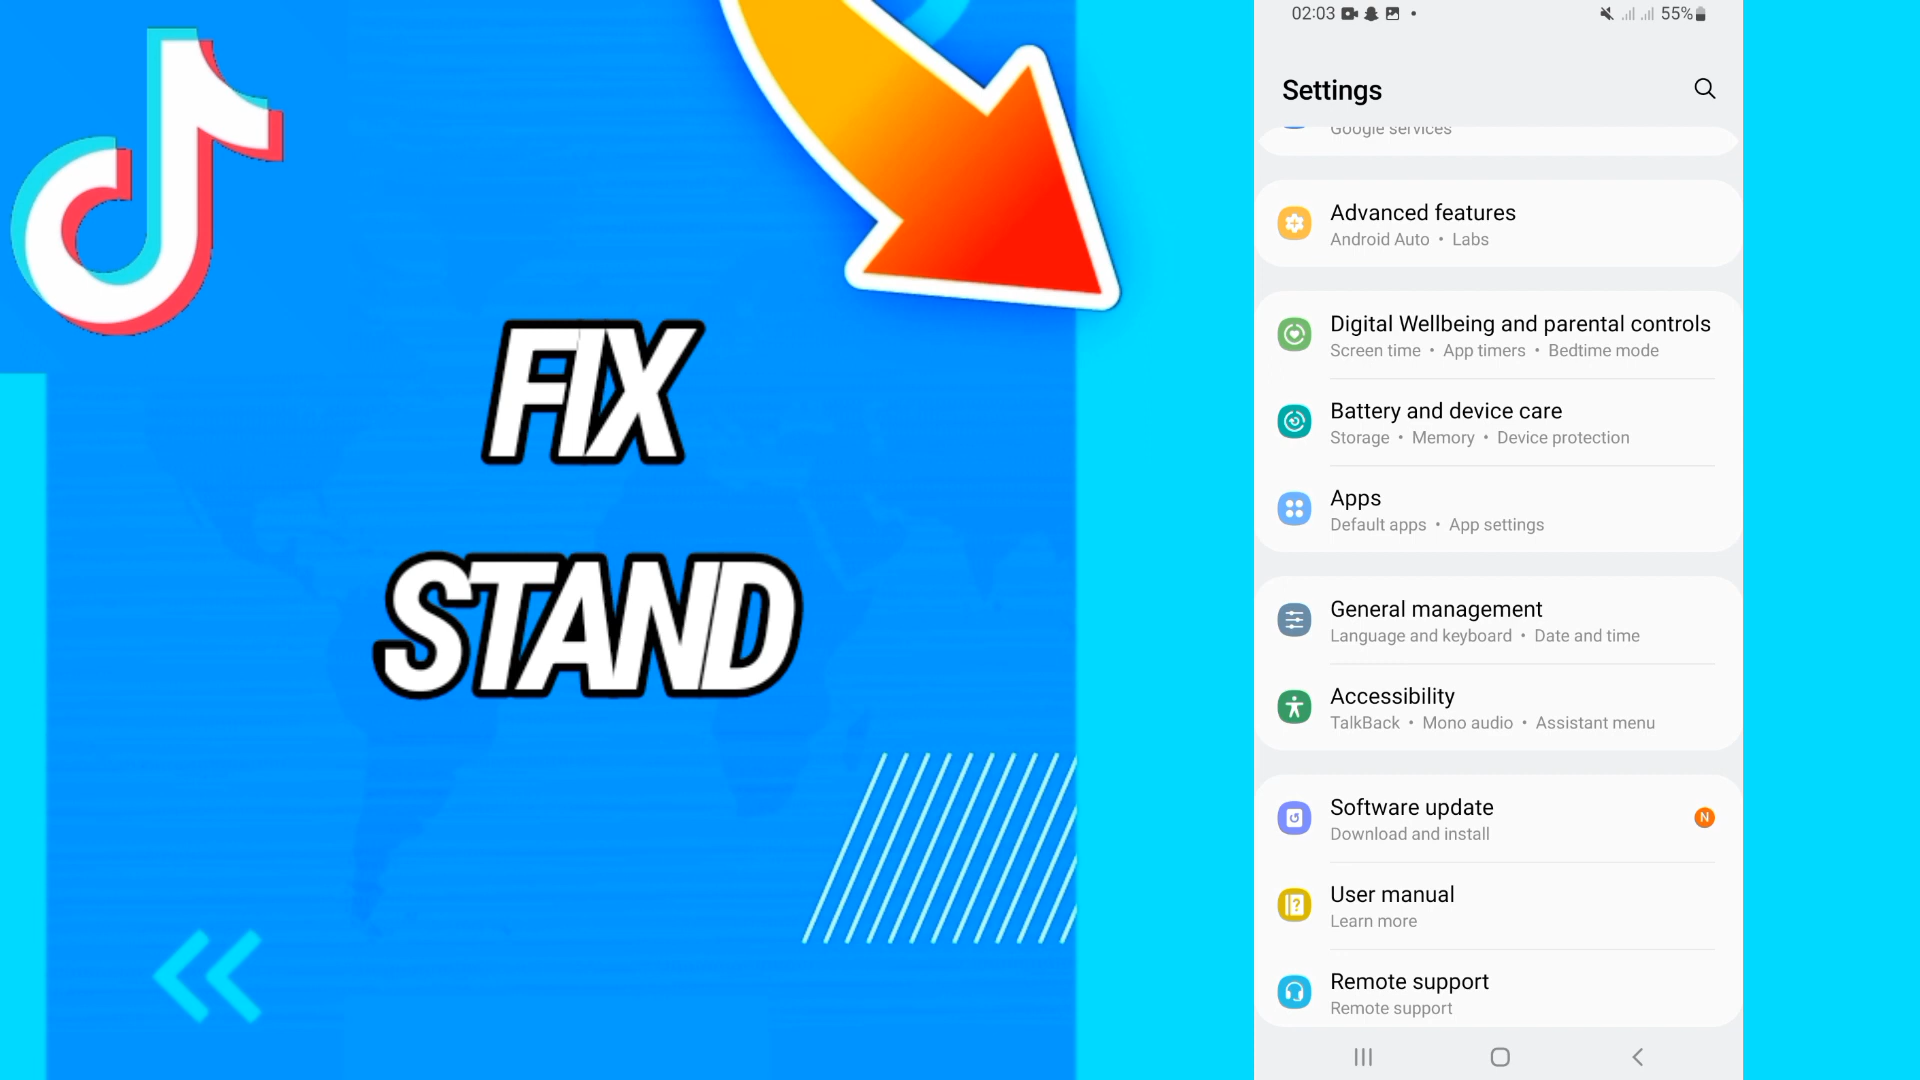 FIX
STAND
02:03
55%
Settings
Google services
Advanced features
Android Auto • Labs
Digital Wellbeing and parental controls
Screen time • App timers • Bedtime mode
Battery and device care
Storage • Memory • Device protection
Apps
Default apps • App settings
General management
Language and keyboard • Date and time
Accessibility
TalkBack • Mono audio • Assistant menu
Software update
N
Download and install
User manual
Learn more
Remote support
Remote support